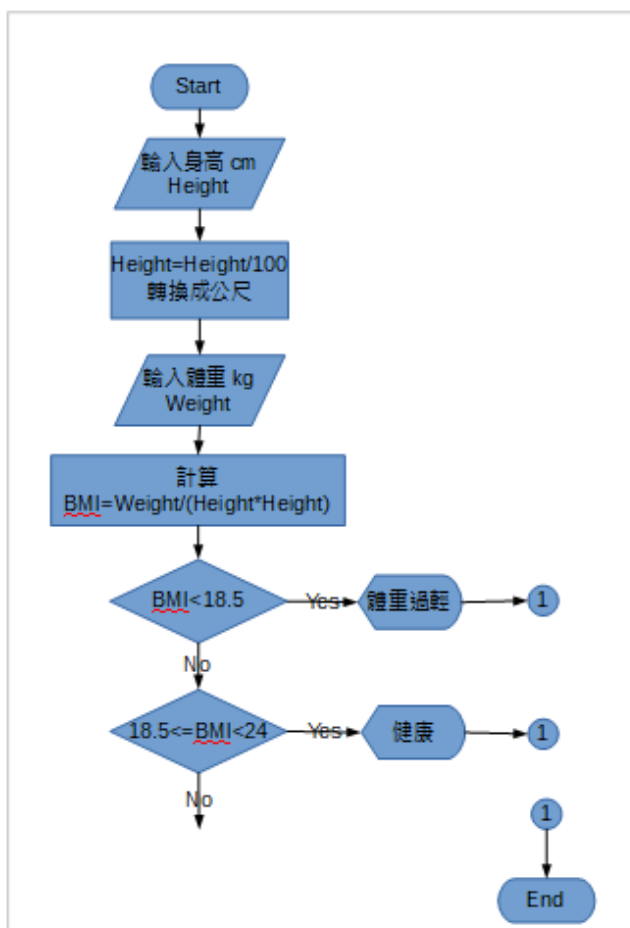 Start
輸入身高 cm
Height
Height=Height/100
轉換成公尺
輸入體重 kg
Weight
計算
BMI=Weight/(Height*Height)
BMI<18.5
Yes
體重過輕
1
No
18.5<=BMI<24
Yes
健康
1
No
1
End